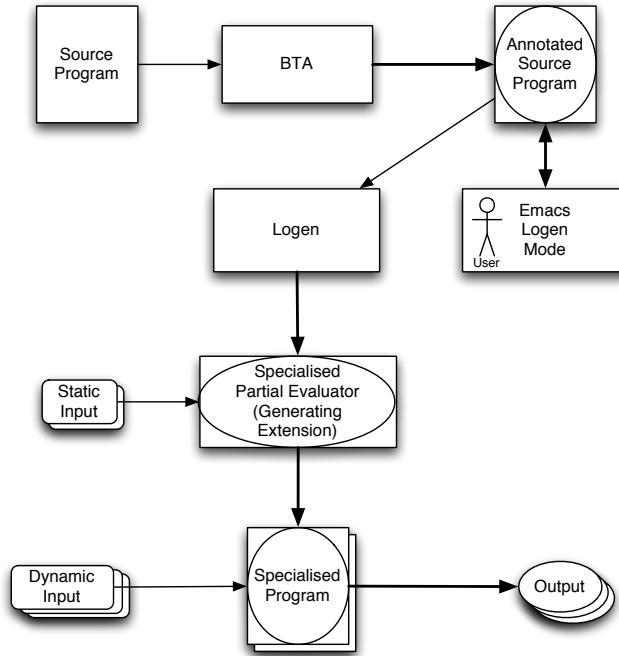 Source
Program
BTA
Annotated
Source
Program
Logen
Emacs
Logen
Mode
User
Specialised
Partial Evaluator
(Generating
Extension)
Static
Input
Dynamic
Input
Specialised
Program
Output